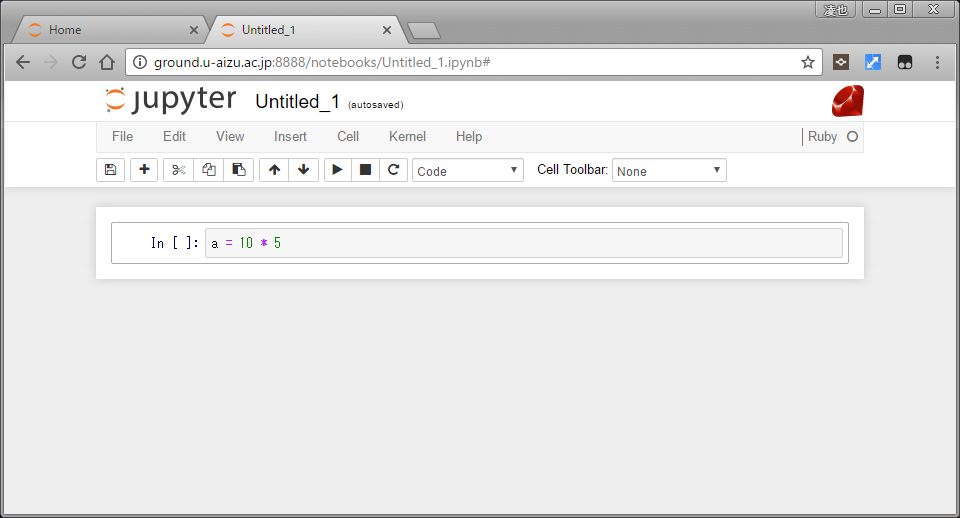 凌也
Home
Untitled_1
ground.u-aizu.ac.jp:8888/notebooks/Untitled_1.ipynb#
jupyter Untitled_1 (autosaved)
File Edit View Insert Cell Kernel Help Ruby
Code Cell Toolbar: None
In [ ]: a = 10 * 5